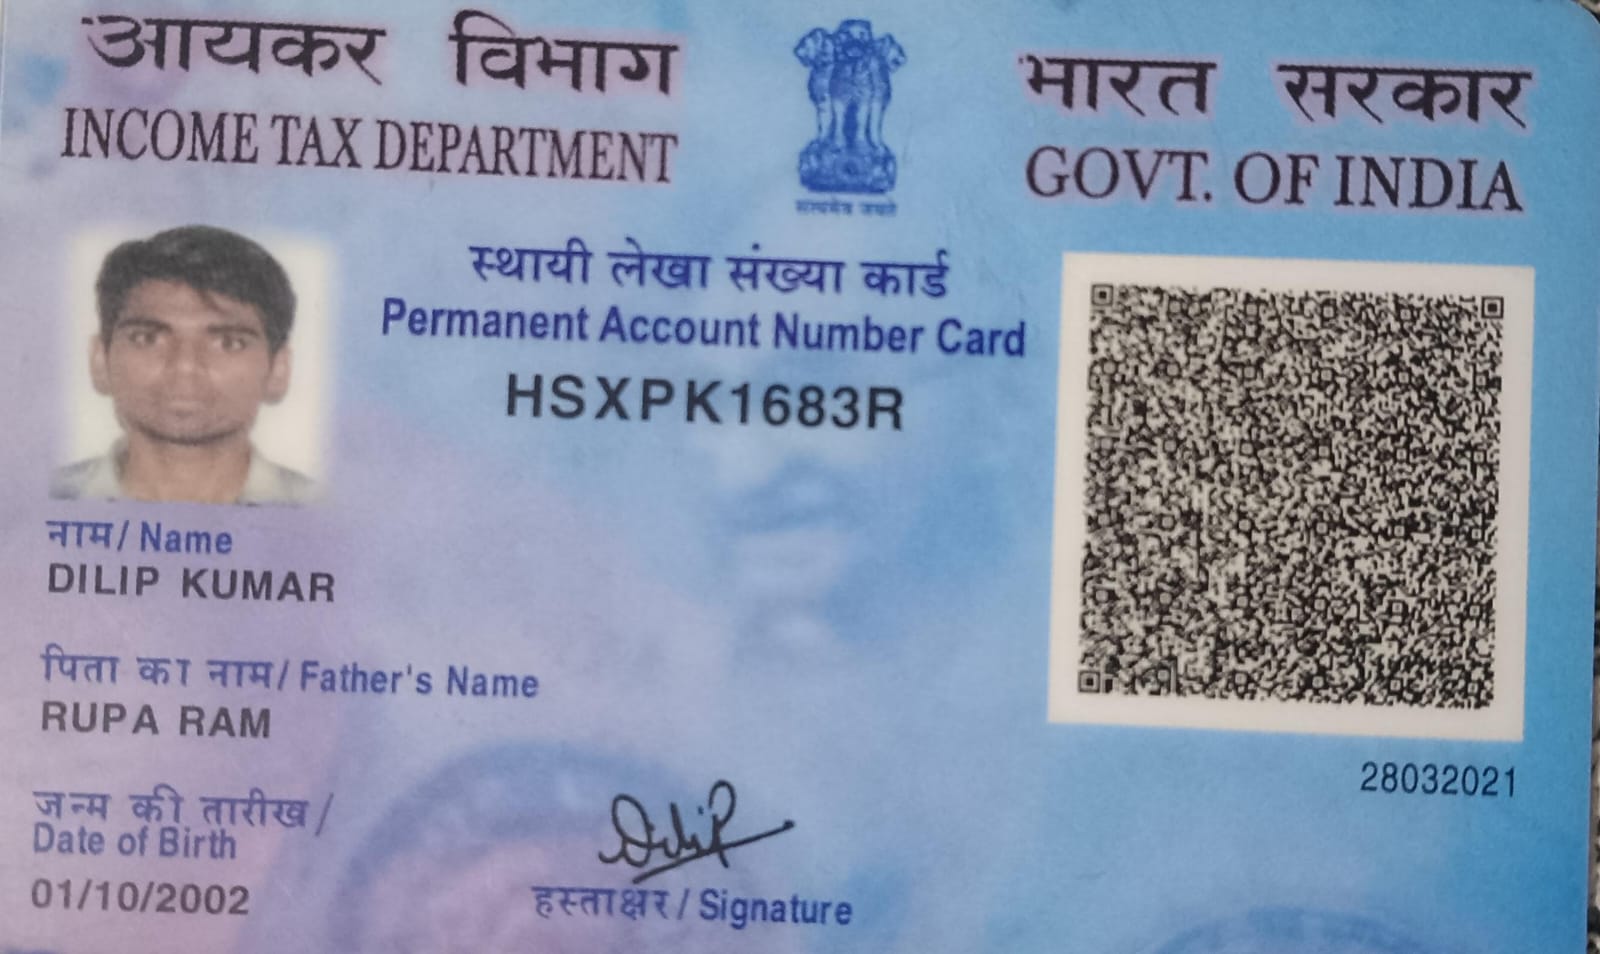 आयकर विभाग
INCOME TAX DEPARTMENT
सत्यमेव जयते
भारत सरकार
GOVT. OF INDIA
स्थायी लेखा संख्या कार्ड
Permanent Account Number Card
HSXPK1683R
नाम / Name
DILIP KUMAR
पिता का नाम / Father's Name
RUPA RAM
जन्म की तारीख /
Date of Birth
01/10/2002
Dilip
हस्ताक्षर / Signature
28032021